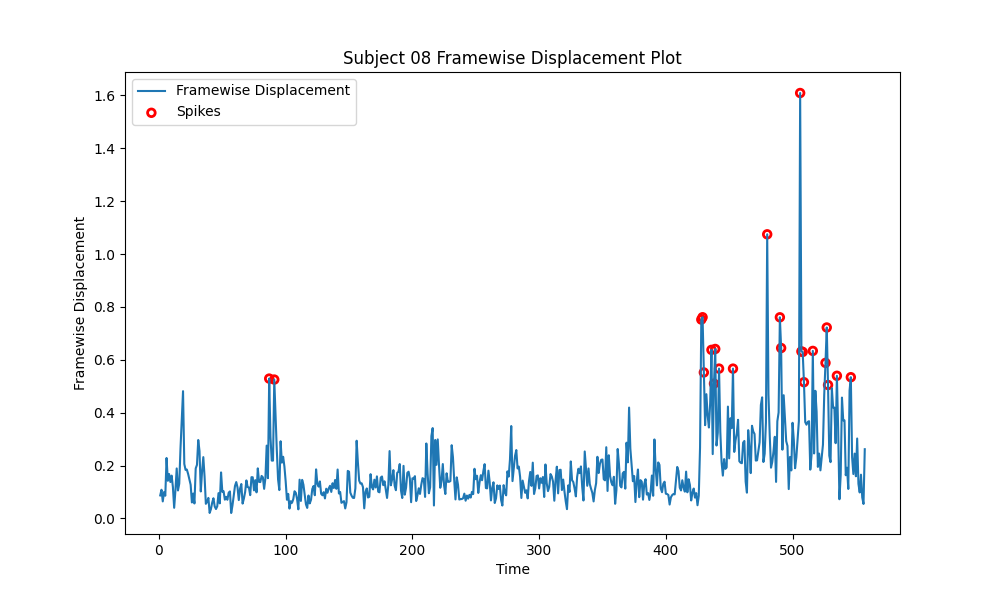 Subject 08 Framewise Displacement Plot
Framewise Displacement
Spikes
1.6
1.4
1.2
1.0
0.8
0.6
0.4
0.2
0.0
Framewise Displacement
0 100 200 300 400 500
Time